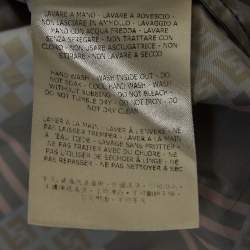 LAVARE A MANO - LAVARE A ROVESCIO
NON LASCIARE IN AMMOLLO - LAVAGGIO A
MANO CON ACQUA FREDDA - LAVARE
SENZA SFREGARE - NON TRATTARE CON
CLORO - NON USARE ASCIUGATRICE - NON
STIRARE - NON LAVARE A SECCO
HAND WASH - WASH INSIDE OUT - DO
NOT SOAK - COOL HAND WASH - WASH
WITHOUT RUBBING - DO NOT BLEACH -
DO NOT TUMBLE DRY - DO NOT IRON - DO
NOT DRY CLEAN
LAVER À LA MAIN - LAVER À L'ENVERS - NE
PAS LAISSER TREMPER - LAVER À LA MAIN
À L'EAU FROIDE - LAVAGE SANS FROTTER -
NE PAS TRAITER AVEC DU CHLORE - NE
PAS UTILISER DE SÉCHOIR À LINGE - NE
PAS REPASSER - NE PAS NETTOYER À SEC